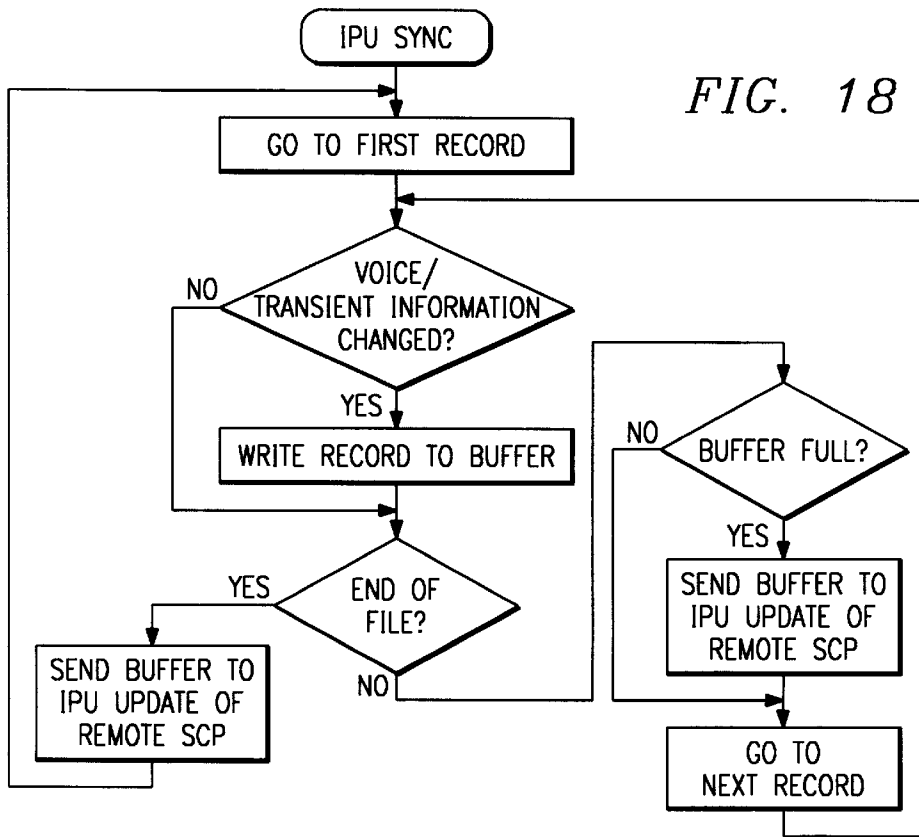 IPU SYNC
FIG. 18
GO TO FIRST RECORD
VOICE/
TRANSIENT INFORMATION
CHANGED?
NO
YES
WRITE RECORD TO BUFFER
BUFFER FULL?
NO
YES
END OF
FILE?
YES
NO
SEND BUFFER TO
IPU UPDATE OF
REMOTE SCP
SEND BUFFER TO
IPU UPDATE OF
REMOTE SCP
GO TO
NEXT RECORD